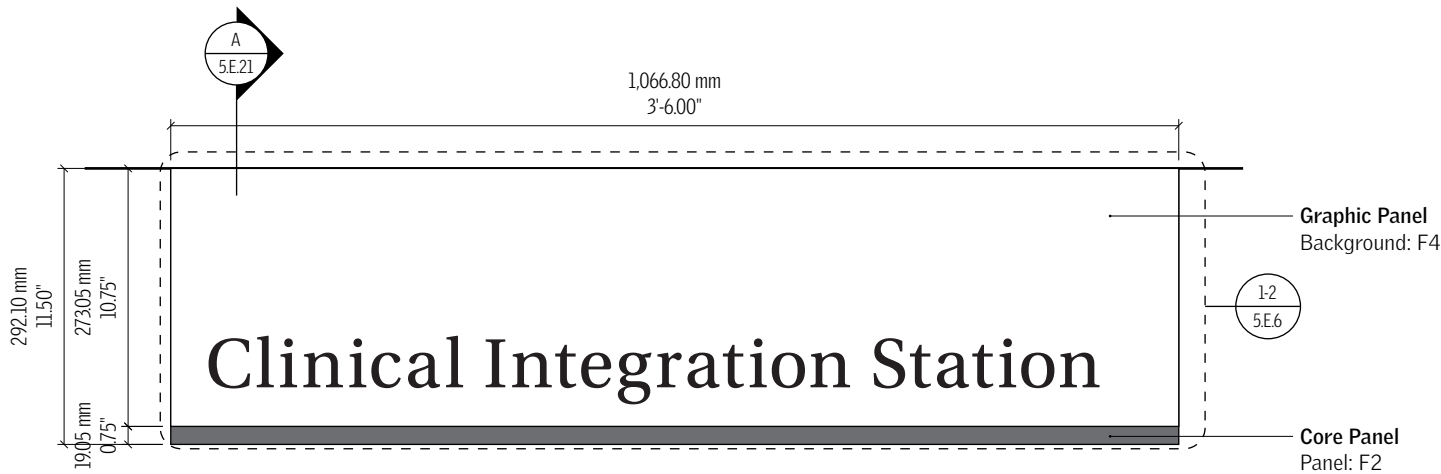 A
5.E.21
1,066.80 mm
3'-6.00"
Graphic Panel
Background: F4
292.10 mm
11.50"
273.05 mm
10.75"
1-2
5.E.6
Clinical Integration Station
19.05 mm
0.75"
Core Panel
Panel: F2